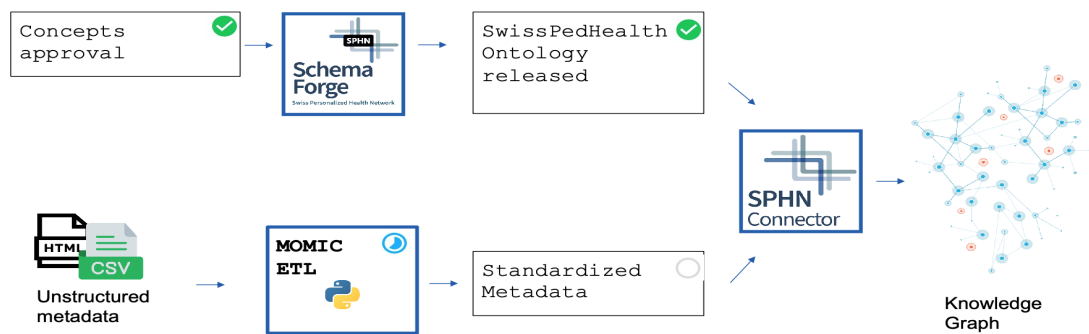 Concepts
approval
SPHN
Schema
Forge
Swiss Personalized Health Network
SwissPedHealth
Ontology
released
SPHN
Connector
HTML
CSV
Unstructured
metadata
MOMIC
ETL
Standardized
Metadata
Knowledge
Graph